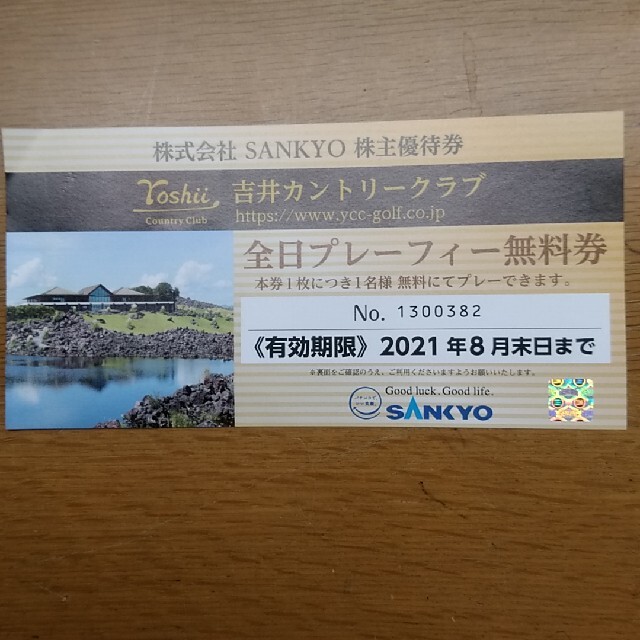 株式会社 SANKYO 株主優待券
Yoshii
Country Club
吉井カントリークラブ
https://www.ycc-golf.co.jp
全日プレーフィー無料券
本券1枚につき1名様 無料にてプレーできます。
No. 1300382
《有効期限》2021年8月末日まで
※裏面をご確認のうえ、ご利用くださいますようお願いいたします。
Good luck. Good life.
SANKYO